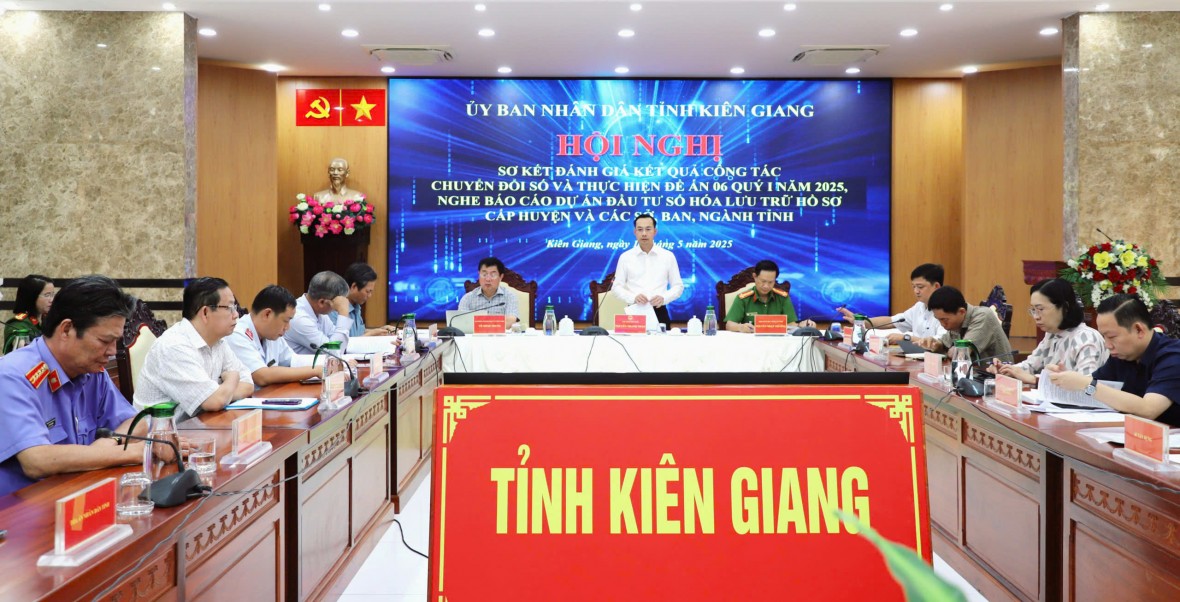 ỦY BAN NHÂN DÂN TỈNH KIÊN GIANG
HỘI NGHỊ
SƠ KẾT ĐÁNH GIÁ KẾT QUẢ CÔNG TÁC
CHUYỂN ĐỔI SỐ VÀ THỰC HIỆN ĐỀ ÁN 06 QUÝ I NĂM 2025,
NGHE BÁO CÁO DỰ ÁN ĐẦU TƯ SỐ HÓA LƯU TRỮ HỒ SƠ
CẤP HUYỆN VÀ CÁC SỞ, BAN, NGÀNH TỈNH
Kiên Giang, ngày tháng 5 năm 2025
TỈNH KIÊN GIANG